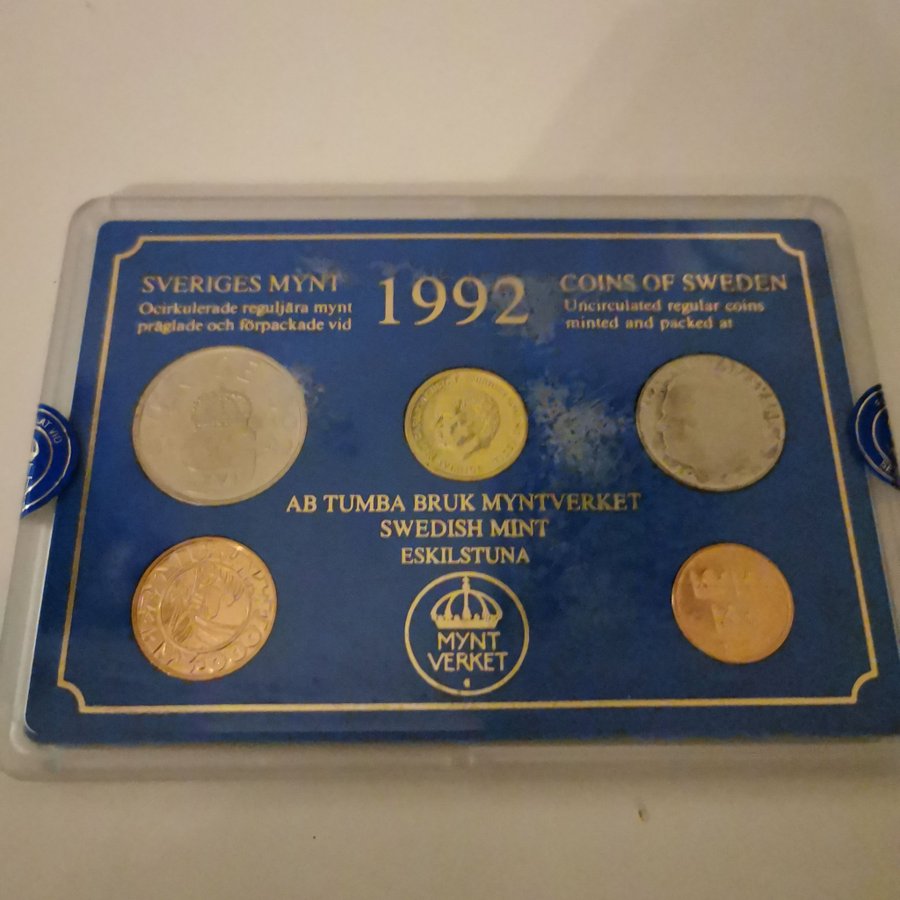 SVERIGES MYNT
Ocirkulerade reguljära mynt
präglade och förpackade vid
1992
COINS OF SWEDEN
Uncirculated regular coins
minted and packed at
AB TUMBA BRUK MYNTVERKET
SWEDISH MINT
ESKILSTUNA
MYNT
VERKET